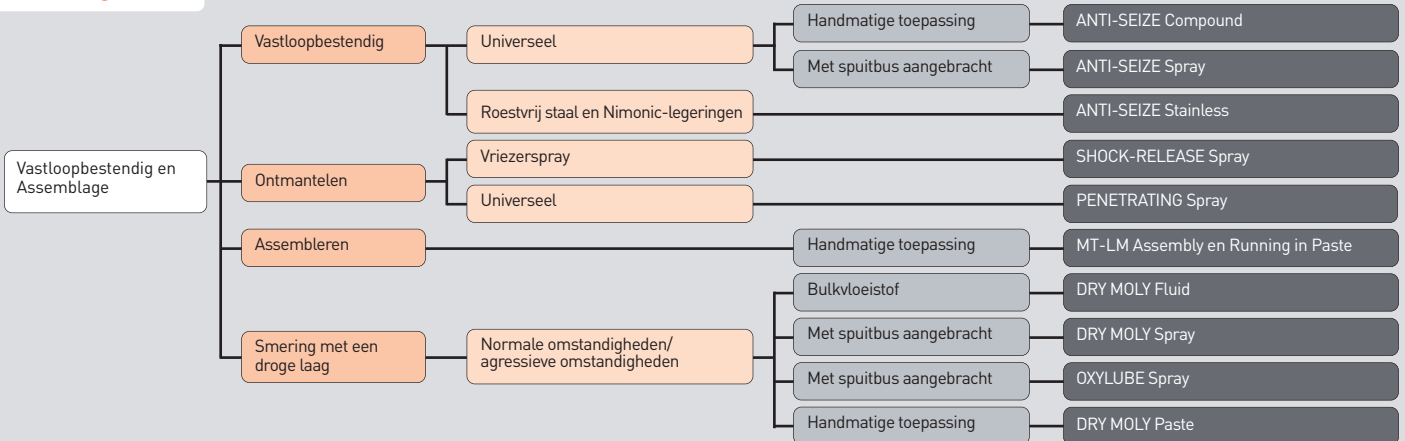 Vastloopbestendig en
Assemblage
Vastloopbestendig
Universeel
Handmatige toepassing
ANTI-SEIZE Compound
Met spuitbus aangebracht
ANTI-SEIZE Spray
Roestvrij staal en Nimonic-legeringen
ANTI-SEIZE Stainless
Ontmantelen
Vriezerspray
SHOCK-RELEASE Spray
Universeel
PENETRATING Spray
Assembleren
Handmatige toepassing
MT-LM Assembly en Running in Paste
Smering met een
droge laag
Normale omstandigheden/
agressieve omstandigheden
Bulkvloeistof
DRY MOLY Fluid
Met spuitbus aangebracht
DRY MOLY Spray
Met spuitbus aangebracht
OXYLUBE Spray
Handmatige toepassing
DRY MOLY Paste